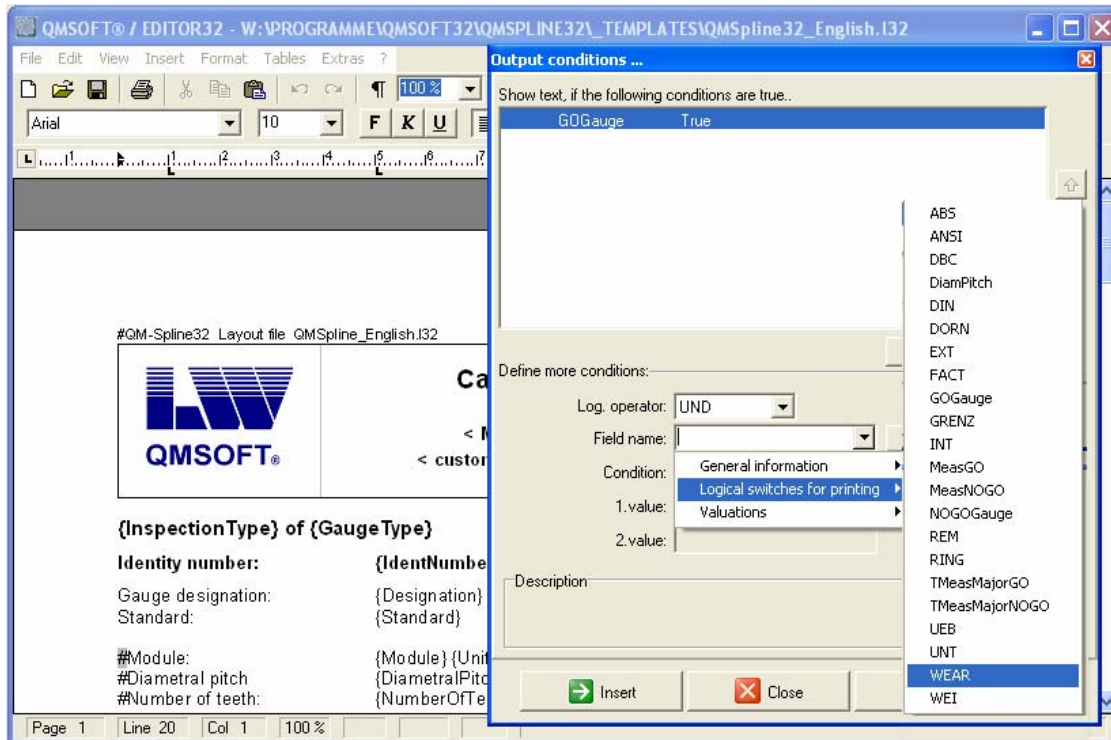 QMSOFT® / EDITOR32 - W:\PROGRAMME\QMSOFT32\QMSPLINE32\_TEMPLATES\QMSpline32_English.l32
File Edit View Insert Format Tables Extras ?
100 %
Arial 10 F K U
#QM-Spline32 Layout file QMSpline_English.l32
LW
QMSOFT®
Ca
< 
< custon
{InspectionType} of {GaugeType}
Identity number: {IdentNumbe
Gauge designation: {Designation}
Standard: {Standard}
#Module: {Module} {Unit
#Diametral pitch {DiametralPitc
#Number of teeth: {NumberOfTe
Page 1 Line 20 Col 1 100 %
Output conditions ...
Show text, if the following conditions are true..
GOGauge True
Define more conditions:
Log. operator: UND
Field name:
Condition:
1.value:
2.value:
Description
Insert
Close
General information
Logical switches for printing
Valuations
ABS
ANSI
DBC
DiamPitch
DIN
DORN
EXT
FACT
GOGauge
GRENZ
INT
MeasGO
MeasNOGO
NOGOGauge
REM
RING
TMeasMajorGO
TMeasMajorNOGO
UEB
UNT
WEAR
WEI